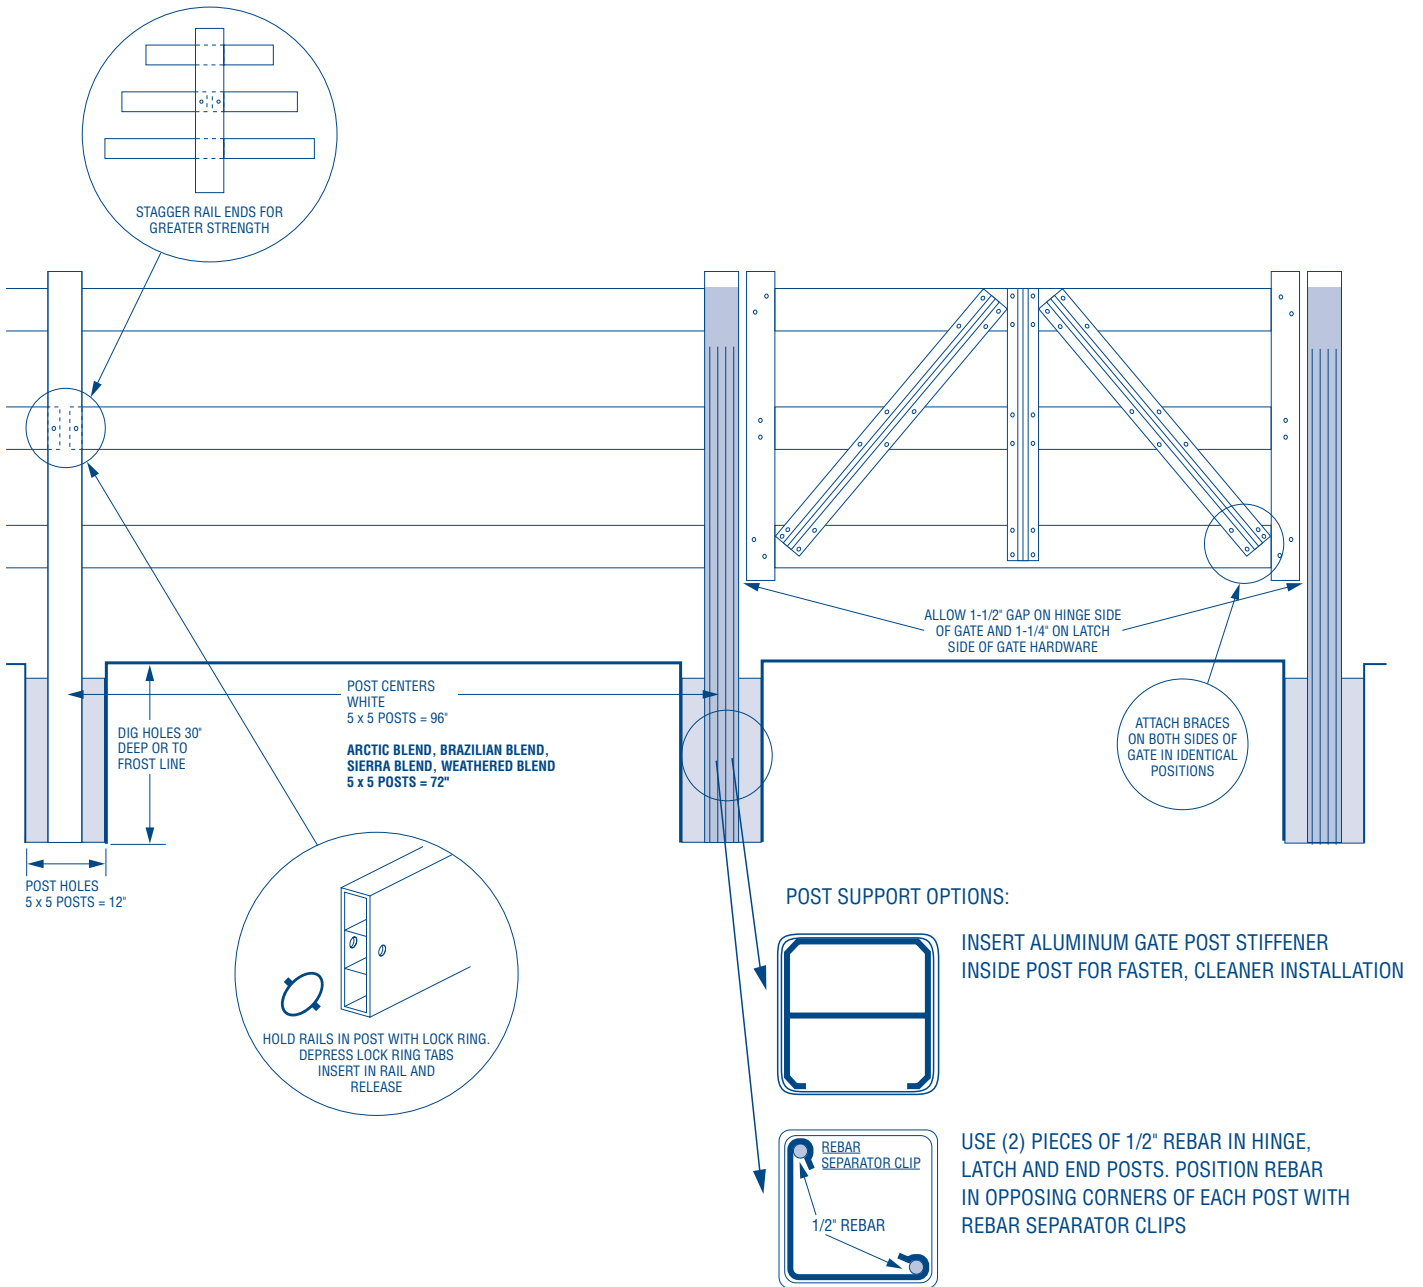 STAGGER RAIL ENDS FOR
GREATER STRENGTH
ALLOW 1-1/2" GAP ON HINGE SIDE
OF GATE AND 1-1/4" ON LATCH
SIDE OF GATE HARDWARE
POST CENTERS
WHITE
5 x 5 POSTS = 96"
ARCTIC BLEND, BRAZILIAN BLEND,
SIERRA BLEND, WEATHERED BLEND
5 x 5 POSTS = 72"
DIG HOLES 30"
DEEP OR TO
FROST LINE
ATTACH BRACES
ON BOTH SIDES OF
GATE IN IDENTICAL
POSITIONS
POST HOLES
5 x 5 POSTS = 12"
HOLD RAILS IN POST WITH LOCK RING.
DEPRESS LOCK RING TABS
INSERT IN RAIL AND
RELEASE
POST SUPPORT OPTIONS:
INSERT ALUMINUM GATE POST STIFFENER
INSIDE POST FOR FASTER, CLEANER INSTALLATION
REBAR
SEPARATOR CLIP
1/2" REBAR
USE (2) PIECES OF 1/2" REBAR IN HINGE,
LATCH AND END POSTS. POSITION REBAR
IN OPPOSING CORNERS OF EACH POST WITH
REBAR SEPARATOR CLIPS